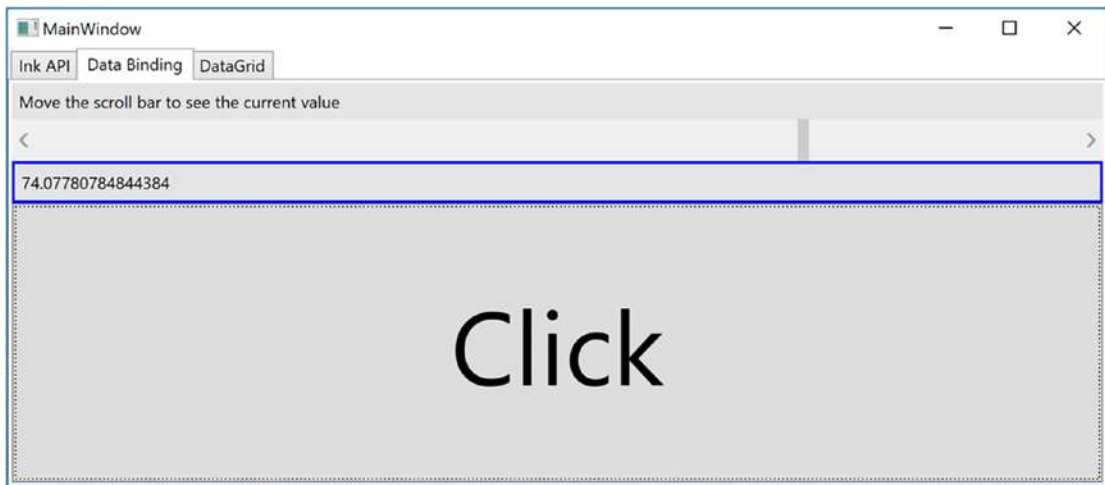 MainWindow
Ink API Data Binding DataGrid
Move the scroll bar to see the current value
74.07780784844384
Click